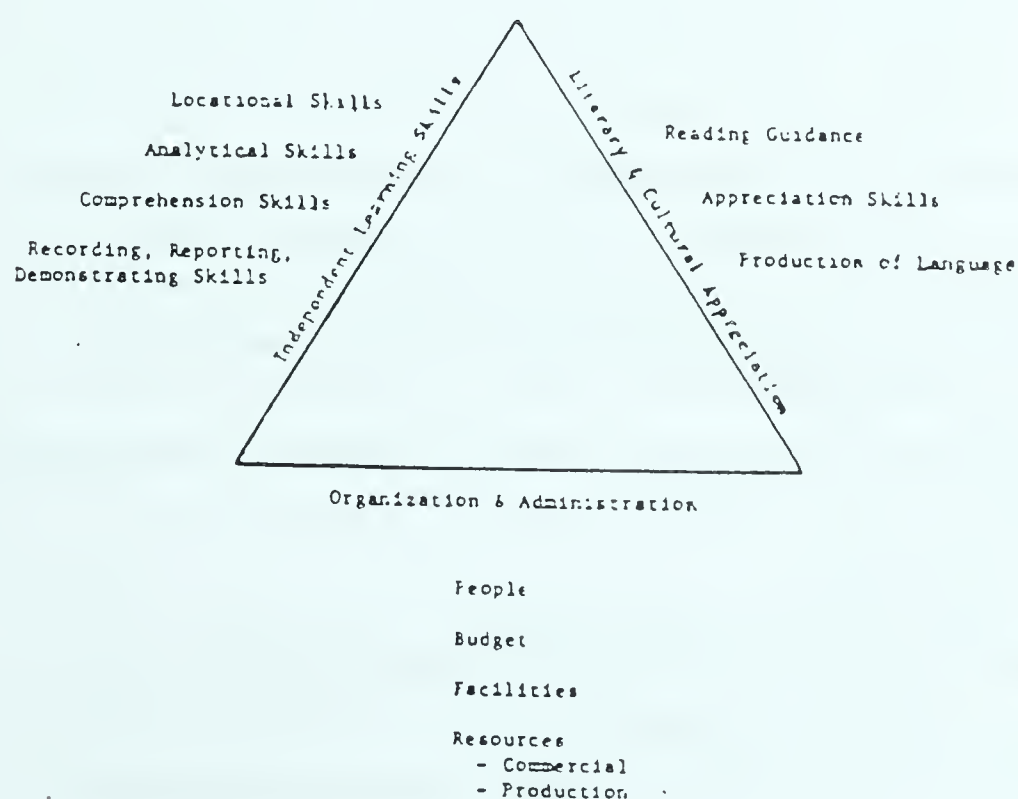 Locational Skills
Analytical Skills
Comprehension Skills
Recording, Reporting,
Demonstrating Skills
Independent Learning Skills
Literary & Cultural Appreciation
Reading Guidance
Appreciation Skills
Production of Language
Organization & Administration
People
Budget
Facilities
Resources
- Commercial
- Production